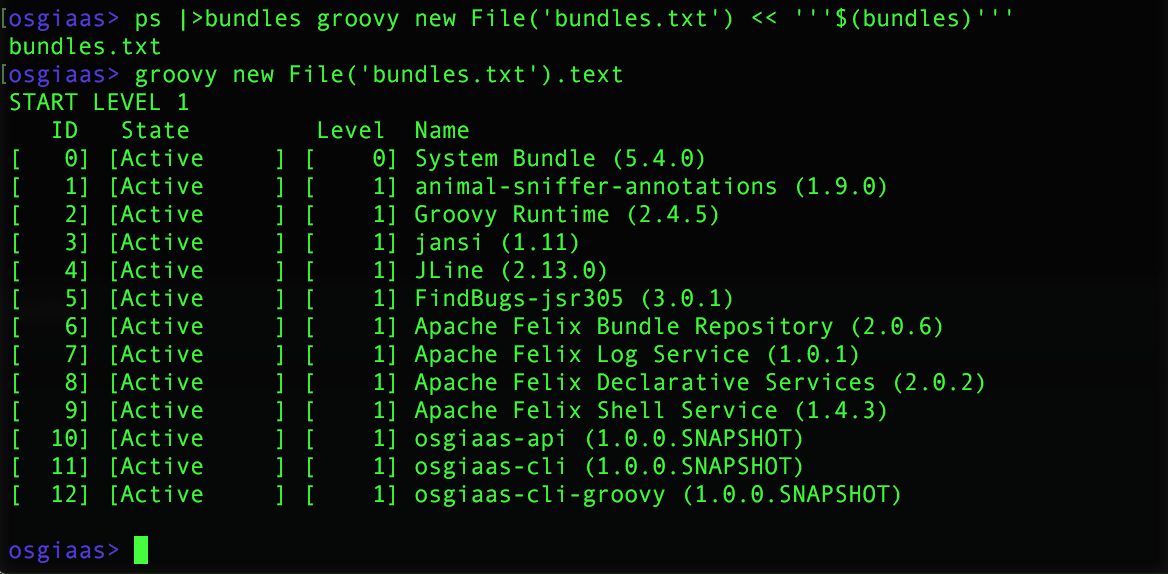 [osgiaas> ps |>bundles groovy new File('bundles.txt') << '''$(bundles)'''
bundles.txt
[osgiaas> groovy new File('bundles.txt').text
START LEVEL 1
   ID   State         Level  Name
[   0] [Active     ] [    0] System Bundle (5.4.0)
[   1] [Active     ] [    1] animal-sniffer-annotations (1.9.0)
[   2] [Active     ] [    1] Groovy Runtime (2.4.5)
[   3] [Active     ] [    1] jansi (1.11)
[   4] [Active     ] [    1] JLine (2.13.0)
[   5] [Active     ] [    1] FindBugs-jsr305 (3.0.1)
[   6] [Active     ] [    1] Apache Felix Bundle Repository (2.0.6)
[   7] [Active     ] [    1] Apache Felix Log Service (1.0.1)
[   8] [Active     ] [    1] Apache Felix Declarative Services (2.0.2)
[   9] [Active     ] [    1] Apache Felix Shell Service (1.4.3)
[  10] [Active     ] [    1] osgiaas-api (1.0.0.SNAPSHOT)
[  11] [Active     ] [    1] osgiaas-cli (1.0.0.SNAPSHOT)
[  12] [Active     ] [    1] osgiaas-cli-groovy (1.0.0.SNAPSHOT)
osgiaas>